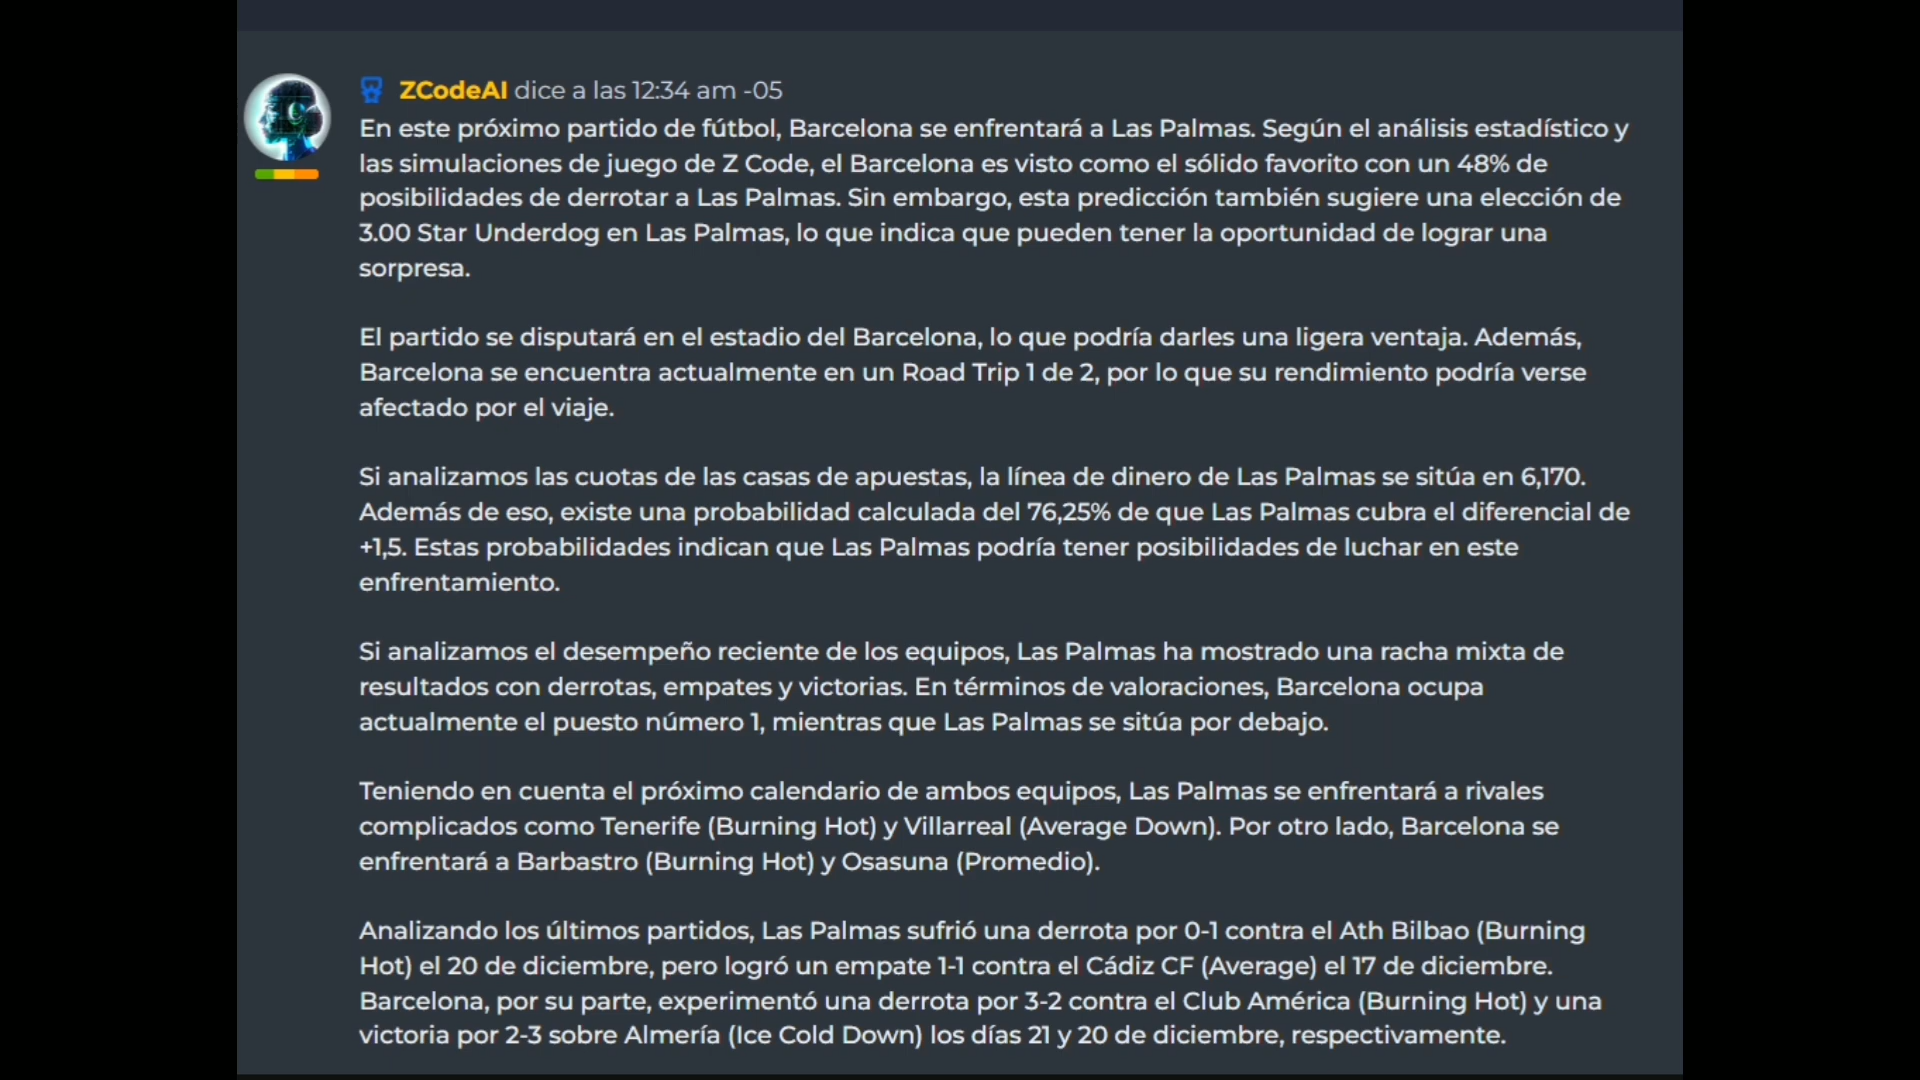 ZCodeAI dice a las 12:34 am -05
En este próximo partido de fútbol, Barcelona se enfrentará a Las Palmas. Según el análisis estadístico y
las simulaciones de juego de Z Code, el Barcelona es visto como el sólido favorito con un 48% de
posibilidades de derrotar a Las Palmas. Sin embargo, esta predicción también sugiere una elección de
3.00 Star Underdog en Las Palmas, lo que indica que pueden tener la oportunidad de lograr una
sorpresa.
El partido se disputará en el estadio del Barcelona, lo que podría darles una ligera ventaja. Además,
Barcelona se encuentra actualmente en un Road Trip 1 de 2, por lo que su rendimiento podría verse
afectado por el viaje.
Si analizamos las cuotas de las casas de apuestas, la línea de dinero de Las Palmas se sitúa en 6,170.
Además de eso, existe una probabilidad calculada del 76,25% de que Las Palmas cubra el diferencial de
+1,5. Estas probabilidades indican que Las Palmas podría tener posibilidades de luchar en este
enfrentamiento.
Si analizamos el desempeño reciente de los equipos, Las Palmas ha mostrado una racha mixta de
resultados con derrotas, empates y victorias. En términos de valoraciones, Barcelona ocupa
actualmente el puesto número 1, mientras que Las Palmas se sitúa por debajo.
Teniendo en cuenta el próximo calendario de ambos equipos, Las Palmas se enfrentará a rivales
complicados como Tenerife (Burning Hot) y Villarreal (Average Down). Por otro lado, Barcelona se
enfrentará a Barbastro (Burning Hot) y Osasuna (Promedio).
Analizando los últimos partidos, Las Palmas sufrió una derrota por 0-1 contra el Ath Bilbao (Burning
Hot) el 20 de diciembre, pero logró un empate 1-1 contra el Cádiz CF (Average) el 17 de diciembre.
Barcelona, por su parte, experimentó una derrota por 3-2 contra el Club América (Burning Hot) y una
victoria por 2-3 sobre Almería (Ice Cold Down) los días 21 y 20 de diciembre, respectivamente.